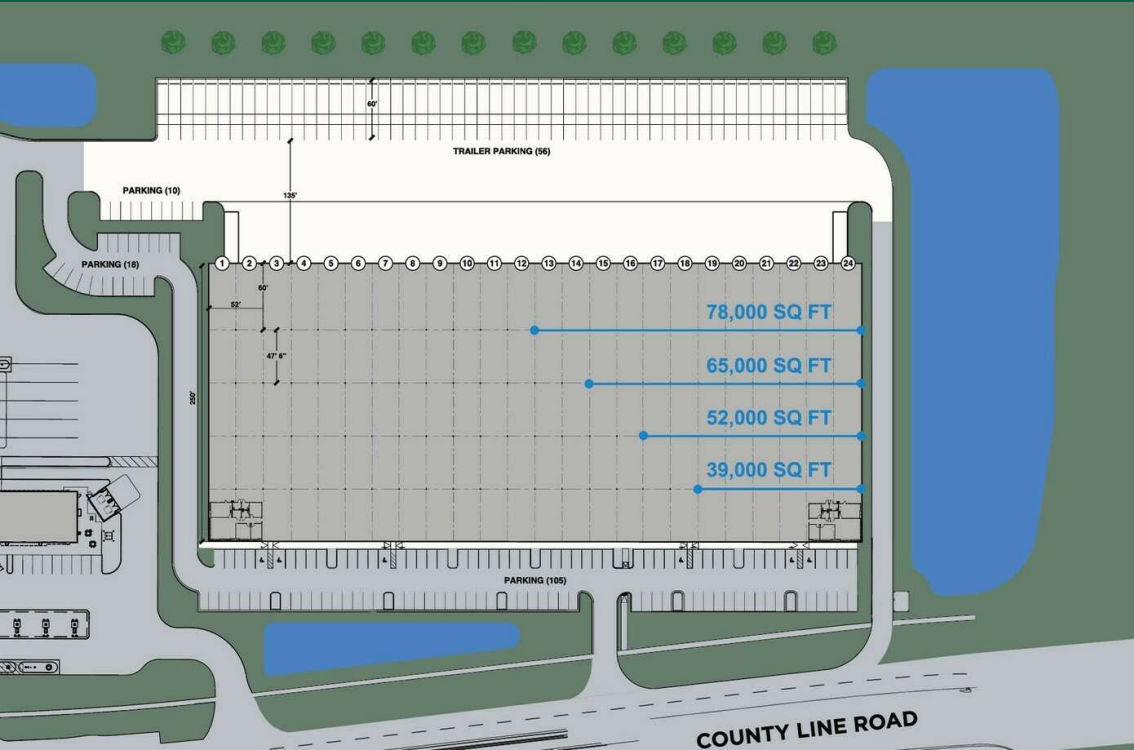 60'
TRAILER PARKING (56)
PARKING (10)
135'
PARKING (18)
1 2 3 4 5 6 7 8 9 10 11 12 13 14 15 16 17 18 19 20 21 22 23 24
60'
52'
78,000 SQ FT
47' 6"
65,000 SQ FT
250'
52,000 SQ FT
39,000 SQ FT
PARKING (105)
COUNTY LINE ROAD